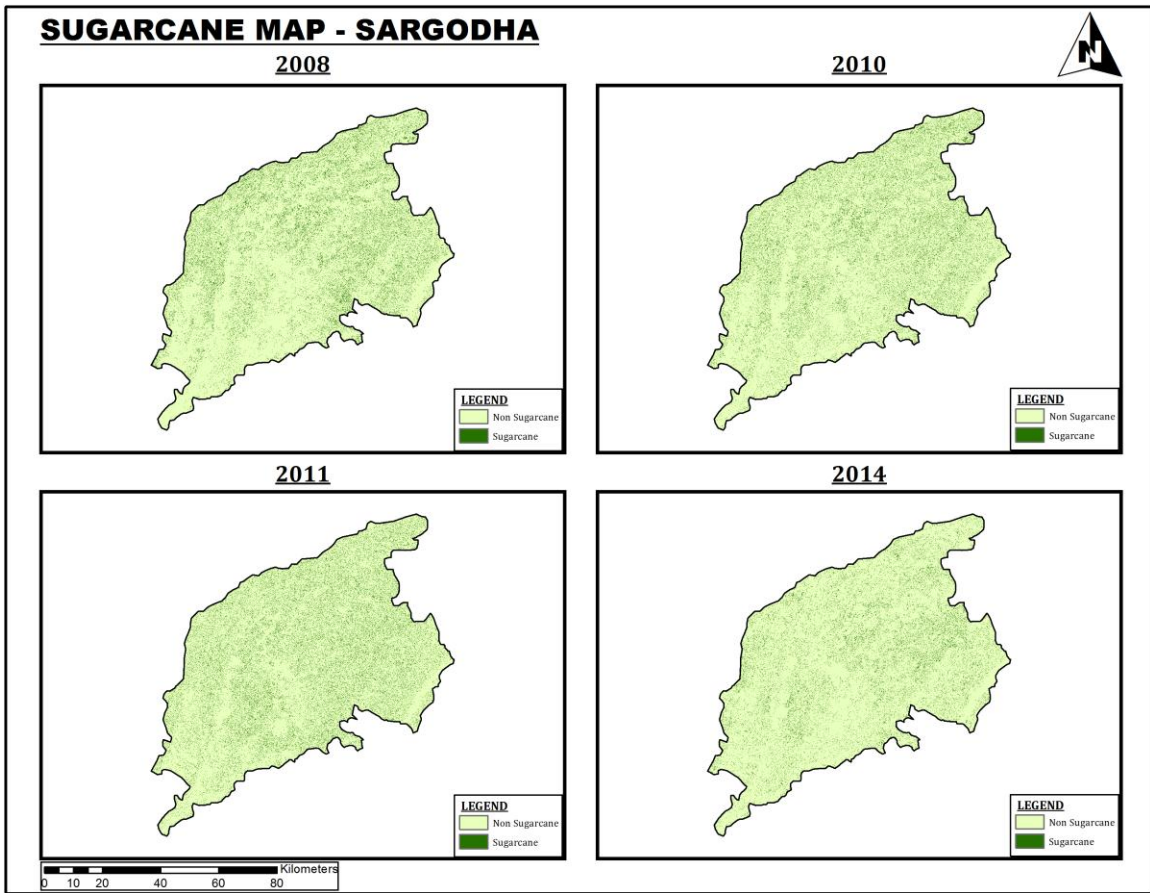 SUGARCANE MAP - SARGODHA
N
2008
2010
LEGEND
Non Sugarcane
Sugarcane
LEGEND
Non Sugarcane
Sugarcane
2011
2014
LEGEND
Non Sugarcane
Sugarcane
LEGEND
Non Sugarcane
Sugarcane
Kilometers
0 10 20 40 60 80